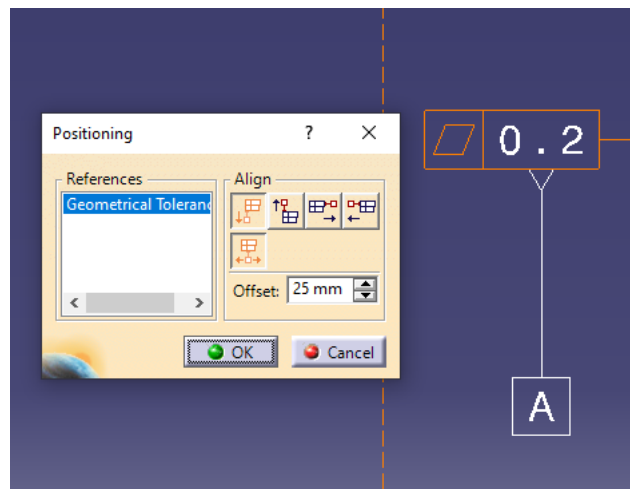 Positioning
?
References
Geometrical Toleranc
Align
Offset:
25 mm
OK
Cancel
0.2
A